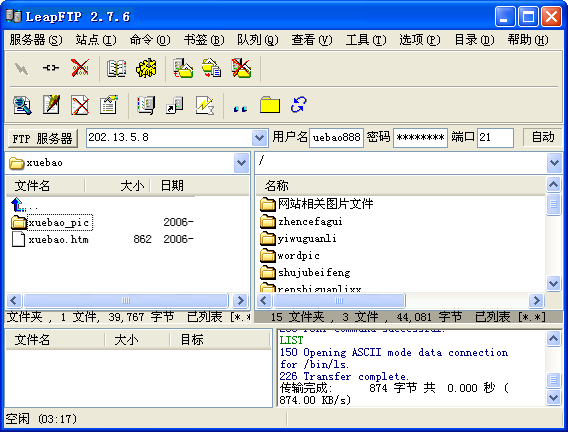 LeapFTP 2.7.6
服务器(S) 站点(I) 命令(O) 书签(B) 队列(Q) 查看(V) 工具(T) 选项(P) 目录(D) 帮助(H)
FTP 服务器 202.13.5.8 用户名 uebao888 密码 ******** 端口 21 自动
xuebao /
文件名 大小 日期 名称
..
xuebao_pic 2006-
xuebao.htm 862 2006-
网站相关图片文件
zhencefagui
yiwuguanli
wordpic
shujubeifeng
renshiguanlixx
文件夹 , 1 文件, 39,767 字节 已列表 [*.* 15 文件夹 , 3 文件 , 44,081 字节 已列表 [*.*]
文件名 大小 目标
200 PORT command successful.
LIST
150 Opening ASCII mode data connection
for /bin/ls.
226 Transfer complete.
传输完成: 874 字节 共 0.000 秒 (
874.00 KB/s)
空闲 (03:17)